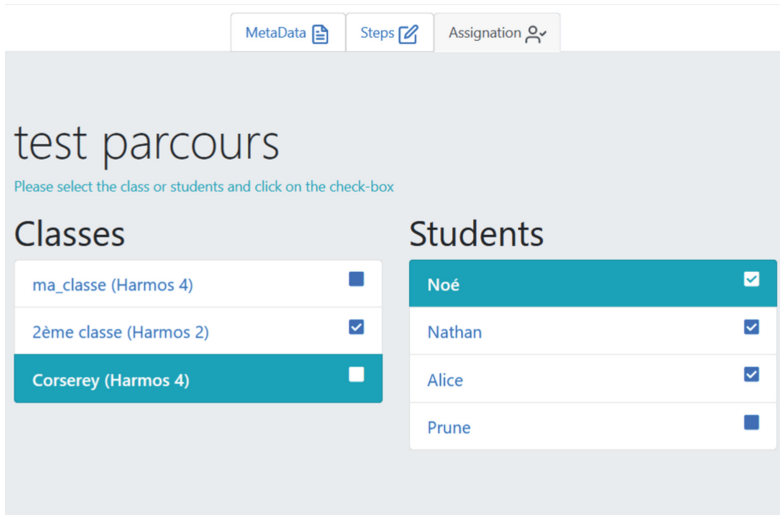 MetaData
Steps
Assignation
test parcours
Please select the class or students and click on the check-box
Classes
ma_classe (Harmos 4)
2ème classe (Harmos 2)
Corserey (Harmos 4)
Students
Noé
Nathan
Alice
Prune